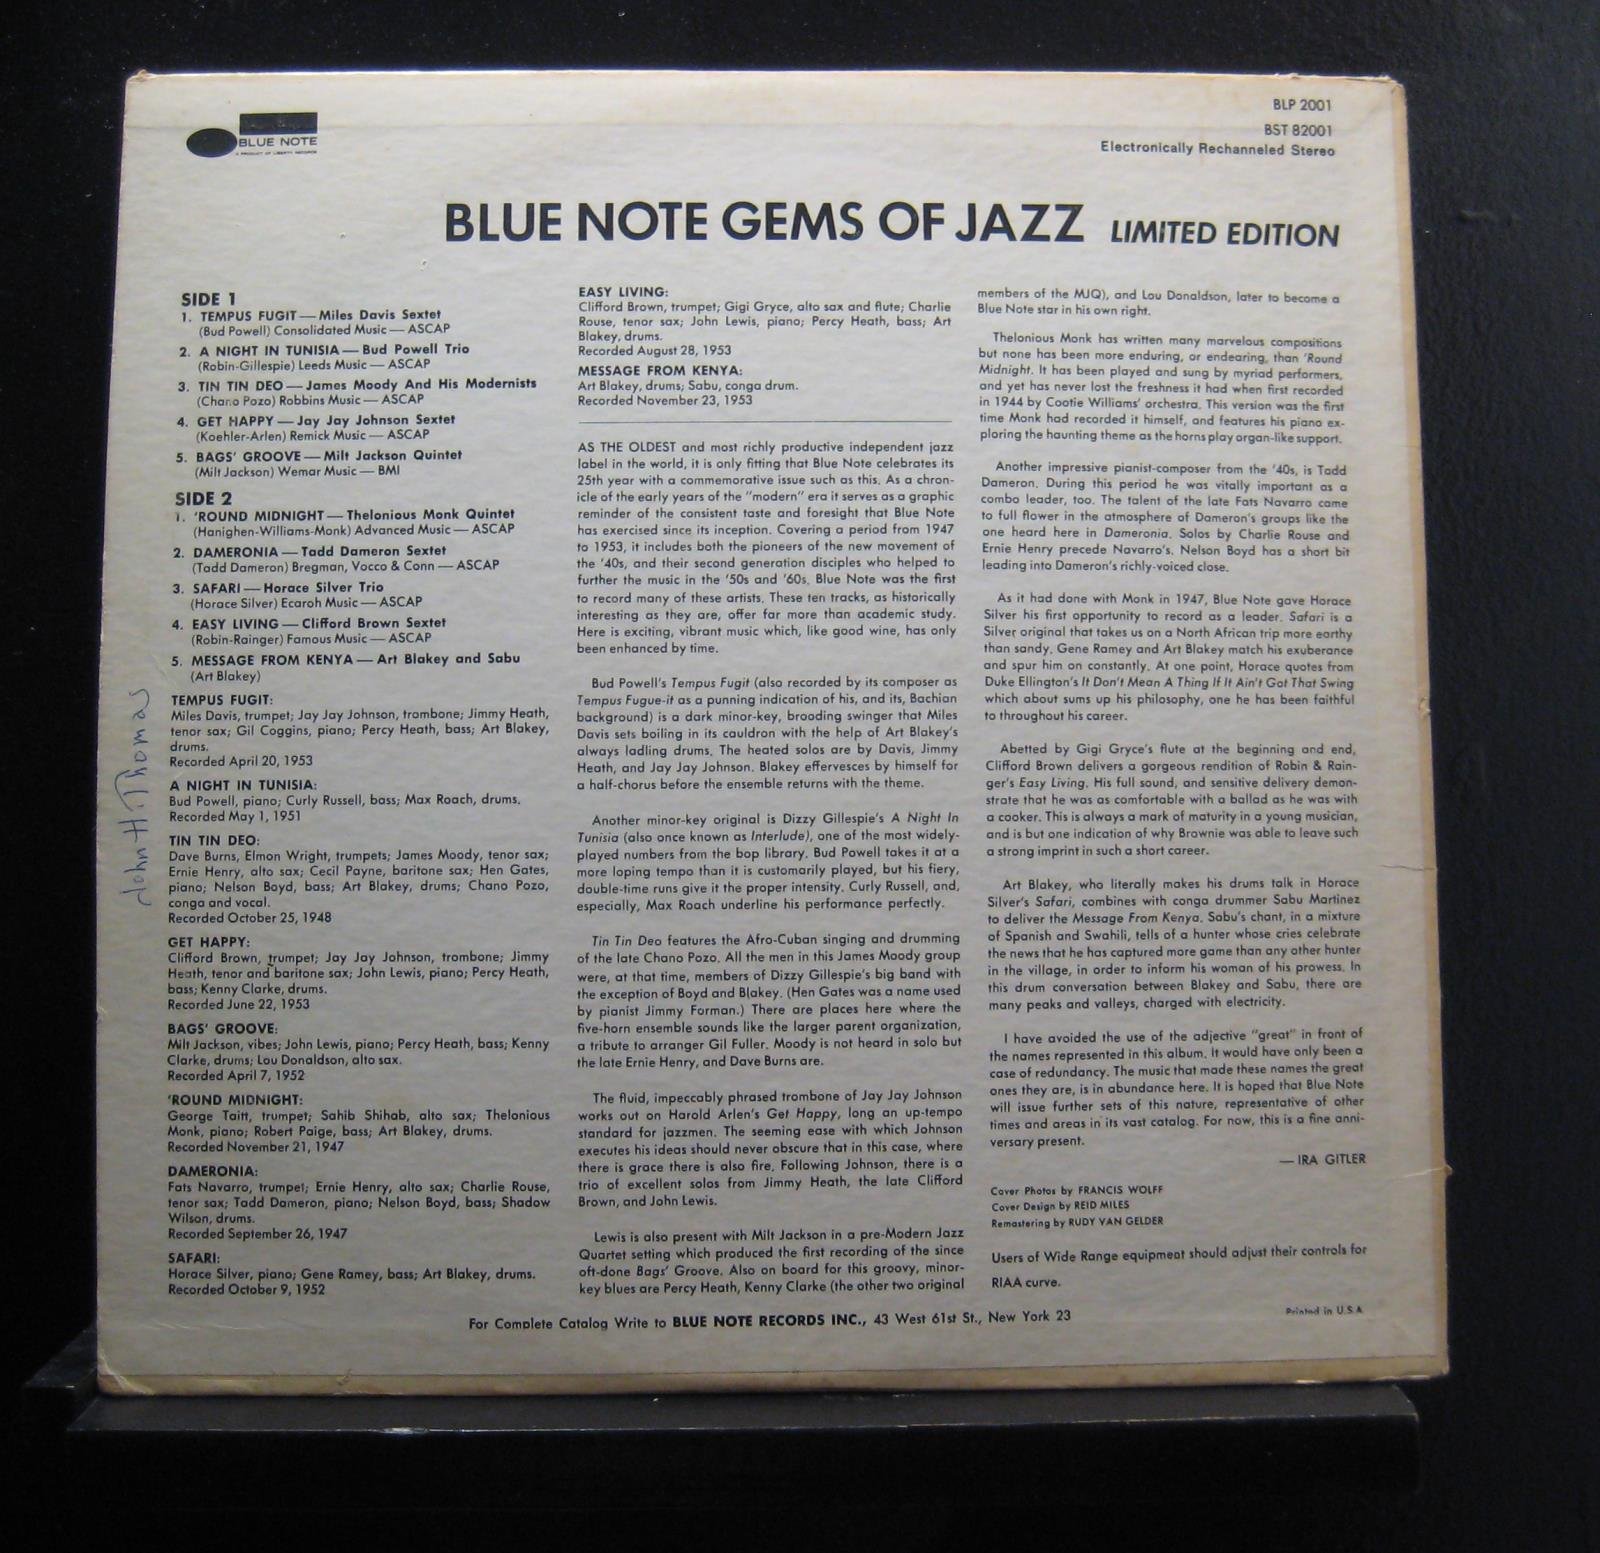 BLUE NOTE
A PRODUCT OF LIBERTY RECORDS
BLP 2001
BST 82001
Electronically Rechanneled Stereo
BLUE NOTE GEMS OF JAZZ LIMITED EDITION
SIDE 1
1. TEMPUS FUGIT — Miles Davis Sextet
(Bud Powell) Consolidated Music — ASCAP
2. A NIGHT IN TUNISIA — Bud Powell Trio
(Robin-Gillespie) Leeds Music — ASCAP
3. TIN TIN DEO — James Moody And His Modernists
(Chano Pozo) Robbins Music — ASCAP
4. GET HAPPY — Jay Jay Johnson Sextet
(Koehler-Arlen) Remick Music — ASCAP
5. BAGS' GROOVE — Milt Jackson Quintet
(Milt Jackson) Wemar Music — BMI
SIDE 2
1. 'ROUND MIDNIGHT — Thelonious Monk Quintet
(Hanighen-Williams-Monk) Advanced Music — ASCAP
2. DAMERONIA — Tadd Dameron Sextet
(Tadd Dameron) Bregman, Vocco & Conn — ASCAP
3. SAFARI — Horace Silver Trio
(Horace Silver) Ecaroh Music — ASCAP
4. EASY LIVING — Clifford Brown Sextet
(Robin-Rainger) Famous Music — ASCAP
5. MESSAGE FROM KENYA — Art Blakey and Sabu
(Art Blakey)
TEMPUS FUGIT:
Miles Davis, trumpet; Jay Jay Johnson, trombone; Jimmy Heath,
tenor sax; Gil Coggins, piano; Percy Heath, bass; Art Blakey,
drums.
Recorded April 20, 1953
A NIGHT IN TUNISIA:
Bud Powell, piano; Curly Russell, bass; Max Roach, drums.
Recorded May 1, 1951
TIN TIN DEO:
Dave Burns, Elmon Wright, trumpets; James Moody, tenor sax;
Ernie Henry, alto sax; Cecil Payne, baritone sax; Hen Gates,
piano; Nelson Boyd, bass; Art Blakey, drums; Chano Pozo,
conga and vocal.
Recorded October 25, 1948
GET HAPPY:
Clifford Brown, trumpet; Jay Jay Johnson, trombone; Jimmy
Heath, tenor and baritone sax; John Lewis, piano; Percy Heath,
bass; Kenny Clarke, drums.
Recorded June 22, 1953
BAGS' GROOVE:
Milt Jackson, vibes; John Lewis, piano; Percy Heath, bass; Kenny
Clarke, drums; Lou Donaldson, alto sax.
Recorded April 7, 1952
'ROUND MIDNIGHT:
George Taitt, trumpet; Sahib Shihab, alto sax; Thelonious
Monk, piano; Robert Paige, bass; Art Blakey, drums.
Recorded November 21, 1947
DAMERONIA:
Fats Navarro, trumpet; Ernie Henry, alto sax; Charlie Rouse,
tenor sax; Tadd Dameron, piano; Nelson Boyd, bass; Shadow
Wilson, drums.
Recorded September 26, 1947
SAFARI:
Horace Silver, piano; Gene Ramey, bass; Art Blakey, drums.
Recorded October 9, 1952
EASY LIVING:
Clifford Brown, trumpet; Gigi Gryce, alto sax and flute; Charlie
Rouse, tenor sax; John Lewis, piano; Percy Heath, bass; Art
Blakey, drums.
Recorded August 28, 1953
MESSAGE FROM KENYA:
Art Blakey, drums; Sabu, conga drum.
Recorded November 23, 1953
AS THE OLDEST and most richly productive independent jazz
label in the world, it is only fitting that Blue Note celebrates its
25th year with a commemorative issue such as this. As a chron-
icle of the early years of the "modern" era it serves as a graphic
reminder of the consistent taste and foresight that Blue Note
has exercised since its inception. Covering a period from 1947
to 1953, it includes both the pioneers of the new movement of
the '40s, and their second generation disciples who helped to
further the music in the '50s and '60s. Blue Note was the first
to record many of these artists. These ten tracks, as historically
interesting as they are, offer far more than academic study.
Here is exciting, vibrant music which, like good wine, has only
been enhanced by time.
Bud Powell's Tempus Fugit (also recorded by its composer as
Tempus Fugue-it as a punning indication of his, and its, Bachian
background) is a dark minor-key, brooding swinger that Miles
Davis sets boiling in its cauldron with the help of Art Blakey's
always ladling drums. The heated solos are by Davis, Jimmy
Heath, and Jay Jay Johnson. Blakey effervesces by himself for
a half-chorus before the ensemble returns with the theme.
Another minor-key original is Dizzy Gillespie's A Night In
Tunisia (also once known as Interlude), one of the most widely-
played numbers from the bop library. Bud Powell takes it at a
more loping tempo than it is customarily played, but his fiery,
double-time runs give it the proper intensity. Curly Russell, and,
especially, Max Roach underline his performance perfectly.
Tin Tin Deo features the Afro-Cuban singing and drumming
of the late Chano Pozo. All the men in this James Moody group
were, at that time, members of Dizzy Gillespie's big band with
the exception of Boyd and Blakey. (Hen Gates was a name used
by pianist Jimmy Forman.) There are places here where the
five-horn ensemble sounds like the larger parent organization,
a tribute to arranger Gil Fuller. Moody is not heard in solo but
the late Ernie Henry, and Dave Burns are.
The fluid, impeccably phrased trombone of Jay Jay Johnson
works out on Harold Arlen's Get Happy, long an up-tempo
standard for jazzmen. The seeming ease with which Johnson
executes his ideas should never obscure that in this case, where
there is grace there is also fire. Following Johnson, there is a
trio of excellent solos from Jimmy Heath, the late Clifford
Brown, and John Lewis.
Lewis is also present with Milt Jackson in a pre-Modern Jazz
Quartet setting which produced the first recording of the since
oft-done Bags' Groove. Also on board for this groovy, minor-
key blues are Percy Heath, Kenny Clarke (the other two original
members of the MJQ), and Lou Donaldson, later to become a
Blue Note star in his own right.
Thelonious Monk has written many marvelous compositions
but none has been more enduring, or endearing, than 'Round
Midnight. It has been played and sung by myriad performers,
and yet has never lost the freshness it had when first recorded
in 1944 by Cootie Williams' orchestra. This version was the first
time Monk had recorded it himself, and features his piano ex-
ploring the haunting theme as the horns play organ-like support.
Another impressive pianist-composer from the '40s, is Tadd
Dameron. During this period he was vitally important as a
combo leader, too. The talent of the late Fats Navarro came
to full flower in the atmosphere of Dameron's groups like the
one heard here in Dameronia. Solos by Charlie Rouse and
Ernie Henry precede Navarro's. Nelson Boyd has a short bit
leading into Dameron's richly-voiced close.
As it had done with Monk in 1947, Blue Note gave Horace
Silver his first opportunity to record as a leader. Safari is a
Silver original that takes us on a North African trip more earthy
than sandy. Gene Ramey and Art Blakey match his exuberance
and spur him on constantly. At one point, Horace quotes from
Duke Ellington's It Don't Mean A Thing If It Ain't Got That Swing
which about sums up his philosophy, one he has been faithful
to throughout his career.
Abetted by Gigi Gryce's flute at the beginning and end,
Clifford Brown delivers a gorgeous rendition of Robin & Rain-
ger's Easy Living. His full sound, and sensitive delivery demon-
strate that he was as comfortable with a ballad as he was with
a cooker. This is always a mark of maturity in a young musician,
and is but one indication of why Brownie was able to leave such
a strong imprint in such a short career.
Art Blakey, who literally makes his drums talk in Horace
Silver's Safari, combines with conga drummer Sabu Martinez
to deliver the Message From Kenya. Sabu's chant, in a mixture
of Spanish and Swahili, tells of a hunter whose cries celebrate
the news that he has captured more game than any other hunter
in the village, in order to inform his woman of his prowess. In
this drum conversation between Blakey and Sabu, there are
many peaks and valleys, charged with electricity.
I have avoided the use of the adjective "great" in front of
the names represented in this album. It would have only been a
case of redundancy. The music that made these names the great
ones they are, is in abundance here. It is hoped that Blue Note
will issue further sets of this nature, representative of other
times and areas in its vast catalog. For now, this is a fine anni-
versary present.
— IRA GITLER
Cover Photos by FRANCIS WOLFF
Cover Design by REID MILES
Remastering by RUDY VAN GELDER
Users of Wide Range equipment should adjust their controls for
RIAA curve.
Printed in U.S.A.
For Complete Catalog Write to BLUE NOTE RECORDS INC., 43 West 61st St., New York 23
John H. Thomas